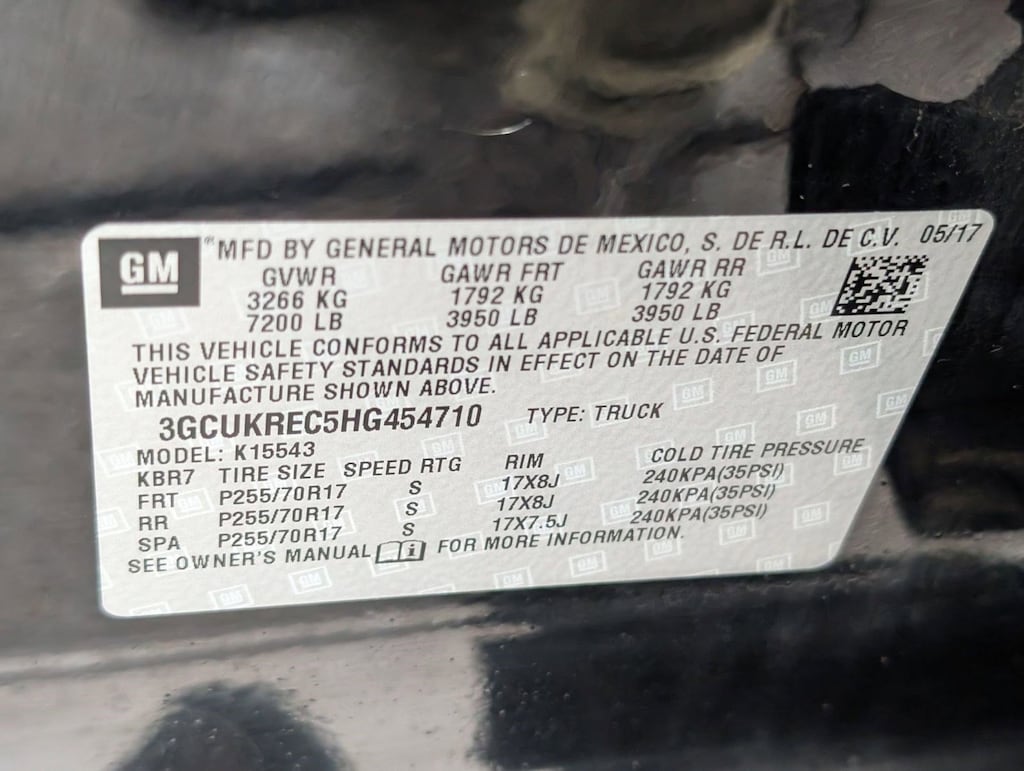 GM ®MFD BY GENERAL MOTORS DE MEXICO, S. DE R.L. DE C.V. 05/17
GVWR GAWR FRT GAWR RR
3266 KG 1792 KG 1792 KG
7200 LB 3950 LB 3950 LB
THIS VEHICLE CONFORMS TO ALL APPLICABLE U.S. FEDERAL MOTOR
VEHICLE SAFETY STANDARDS IN EFFECT ON THE DATE OF
MANUFACTURE SHOWN ABOVE.
3GCUKREC5HG454710 TYPE: TRUCK
MODEL: K15543
KBR7 TIRE SIZE SPEED RTG RIM COLD TIRE PRESSURE
FRT P255/70R17 S 17X8J 240KPA(35PSI)
RR P255/70R17 S 17X8J 240KPA(35PSI)
SPA P255/70R17 S 17X7.5J 240KPA(35PSI)
SEE OWNER'S MANUAL i FOR MORE INFORMATION.